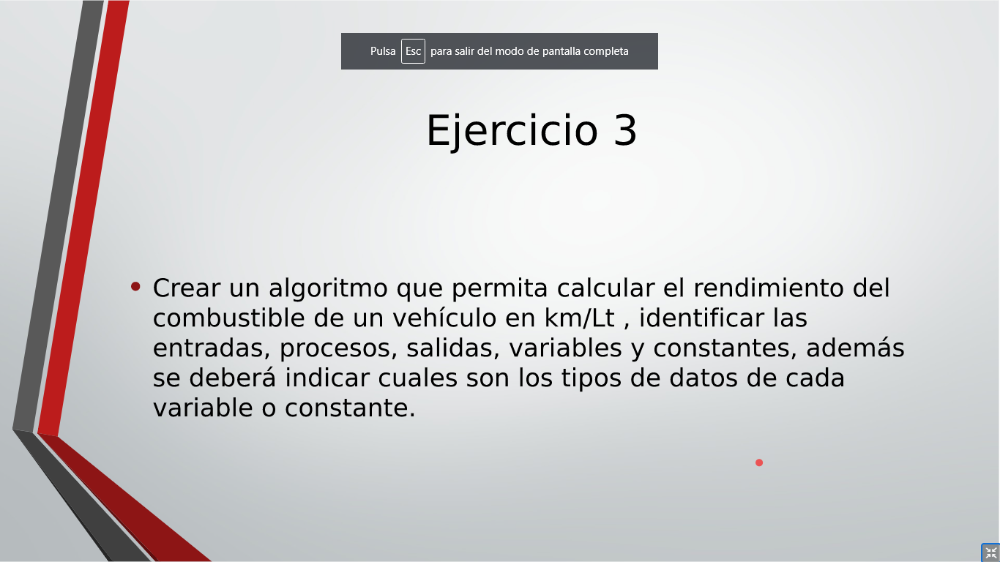 Pulsa Esc para salir del modo de pantalla completa
Ejercicio 3
• Crear un algoritmo que permita calcular el rendimiento del
combustible de un vehículo en km/Lt , identificar las
entradas, procesos, salidas, variables y constantes, además
se deberá indicar cuales son los tipos de datos de cada
variable o constante.